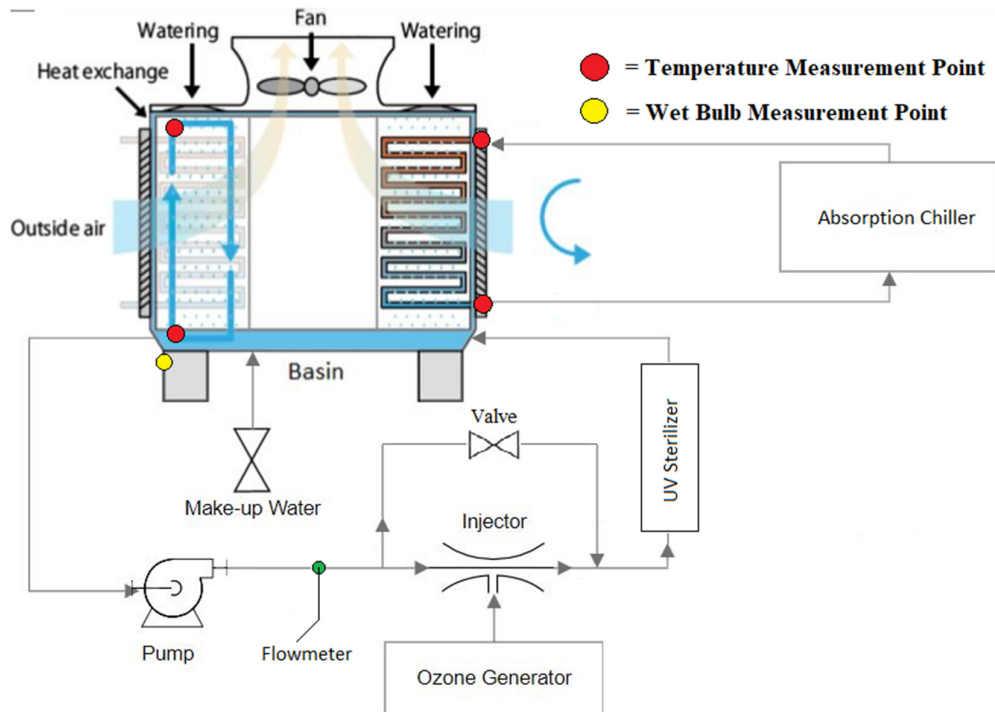 Fan
Watering
Watering
Heat exchange
= Temperature Measurement Point
= Wet Bulb Measurement Point
Outside air
Absorption Chiller
Basin
Valve
UV Sterilizer
Make-up Water
Injector
Pump
Flowmeter
Ozone Generator